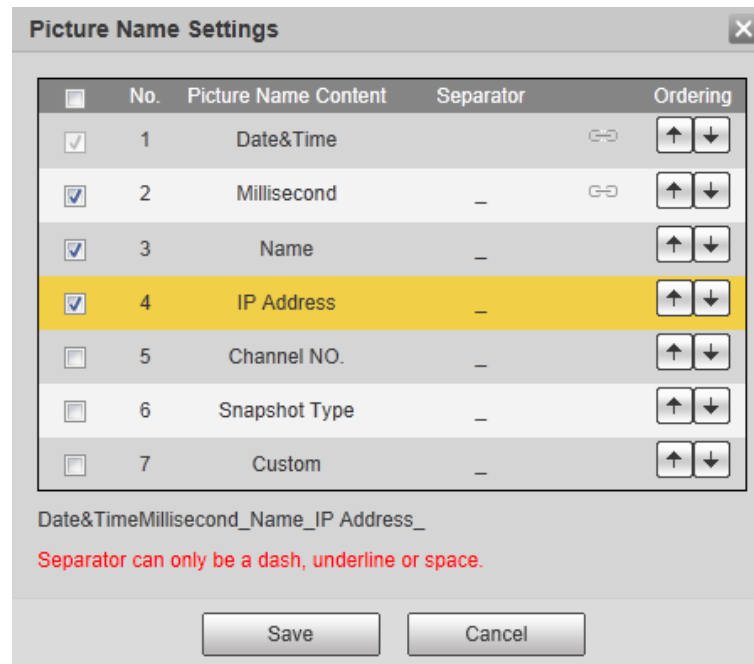 Picture Name Settings
No. Picture Name Content Separator Ordering
1 Date&Time
2 Millisecond _
3 Name _
4 IP Address _
5 Channel NO. _
6 Snapshot Type _
7 Custom _
Date&TimeMillisecond_Name_IP Address_
Separator can only be a dash, underline or space.
Save Cancel